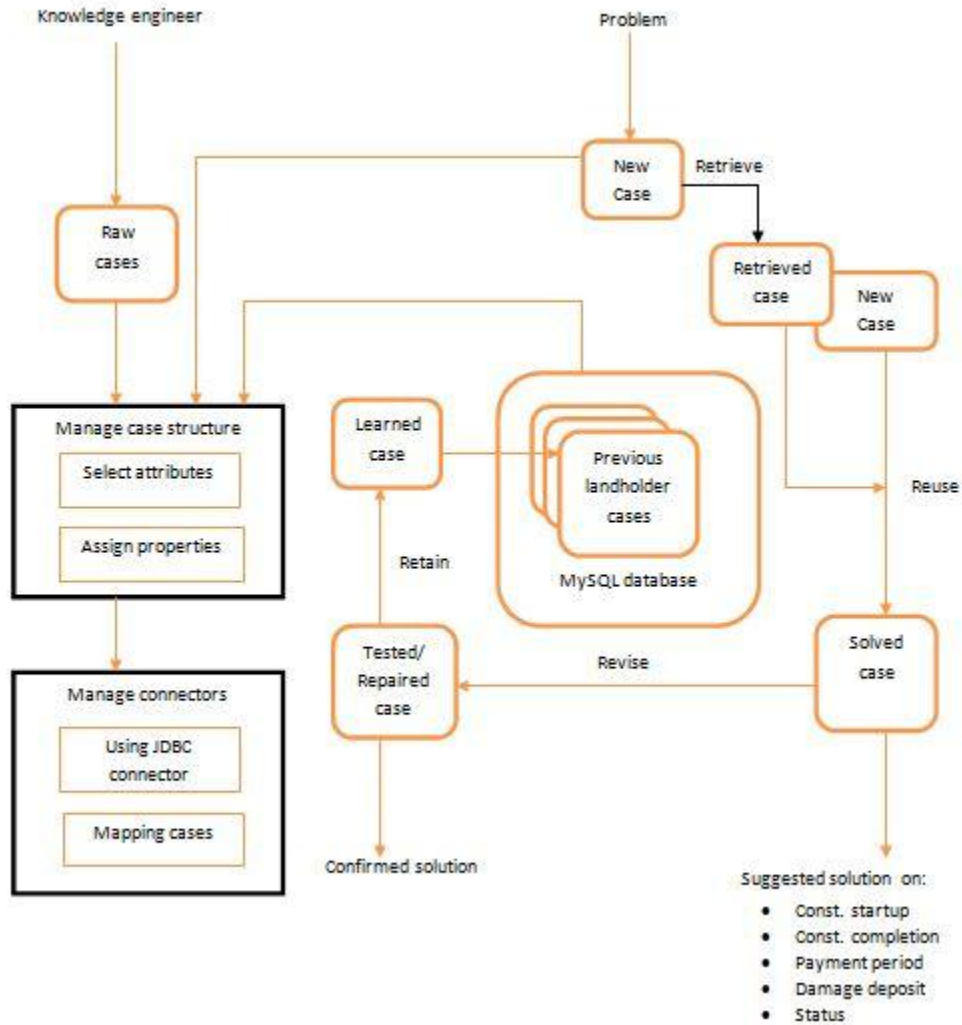 Knowledge engineer
Problem
New
Case
Retrieve
Raw
cases
Retrieved
case
New
Case
Manage case structure
Select attributes
Assign properties
Learned
case
Previous
landholder
cases
MySQL database
Reuse
Retain
Tested/
Repaired
case
Revise
Solved
case
Manage connectors
Using JDBC
connector
Mapping cases
Confirmed solution
Suggested solution on:
• Const. startup
• Const. completion
• Payment period
• Damage deposit
• Status